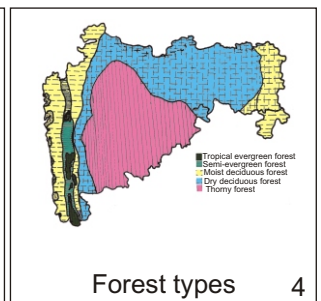 Tropical evergreen forest
Semi-evergreen forest
Moist deciduous forest
Dry deciduous forest
Thorny forest
Forest types 4